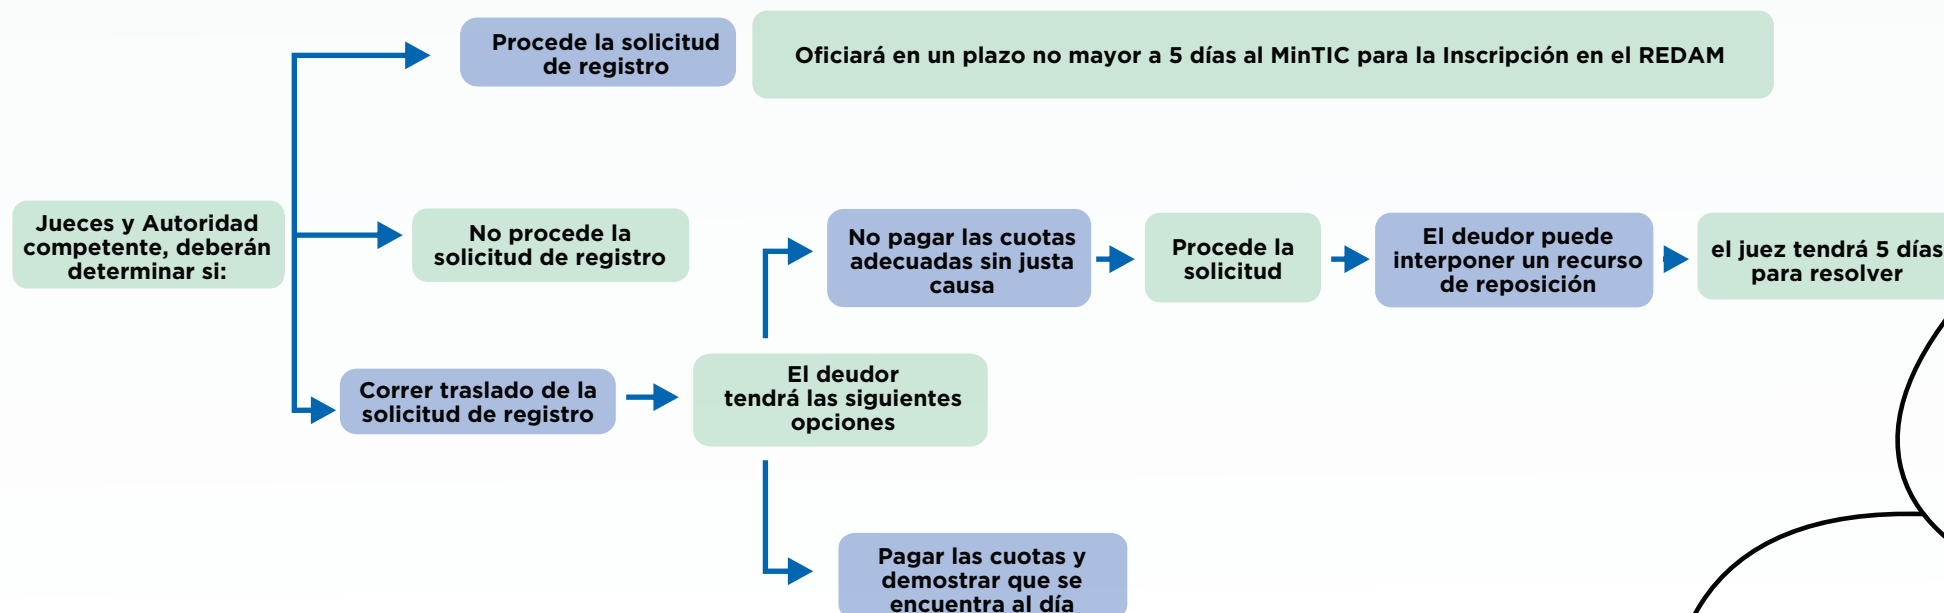 Procede la solicitud
de registro
Oficiará en un plazo no mayor a 5 días al MinTIC para la Inscripción en el REDAM
Jueces y Autoridad
competente, deberán
determinar si:
No procede la
solicitud de registro
Correr traslado de la
solicitud de registro
El deudor
tendrá las siguientes
opciones
No pagar las cuotas
adecuadas sin justa
causa
Procede la
solicitud
El deudor puede
interponer un recurso
de reposición
el juez tendrá 5 días
para resolver
Pagar las cuotas y
demostrar que se
encuentra al día